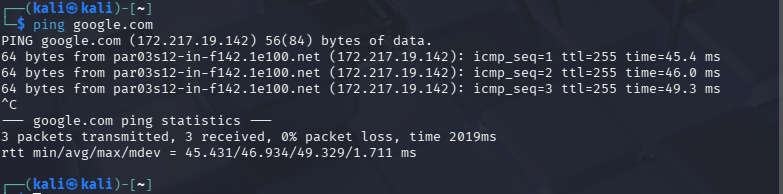 ┌──(kali㉿kali)-[~]
└─$ ping google.com
PING google.com (172.217.19.142) 56(84) bytes of data.
64 bytes from par03s12-in-f142.1e100.net (172.217.19.142): icmp_seq=1 ttl=255 time=45.4 ms
64 bytes from par03s12-in-f142.1e100.net (172.217.19.142): icmp_seq=2 ttl=255 time=46.0 ms
64 bytes from par03s12-in-f142.1e100.net (172.217.19.142): icmp_seq=3 ttl=255 time=49.3 ms
^C
--- google.com ping statistics ---
3 packets transmitted, 3 received, 0% packet loss, time 2019ms
rtt min/avg/max/mdev = 45.431/46.934/49.329/1.711 ms
┌──(kali㉿kali)-[~]